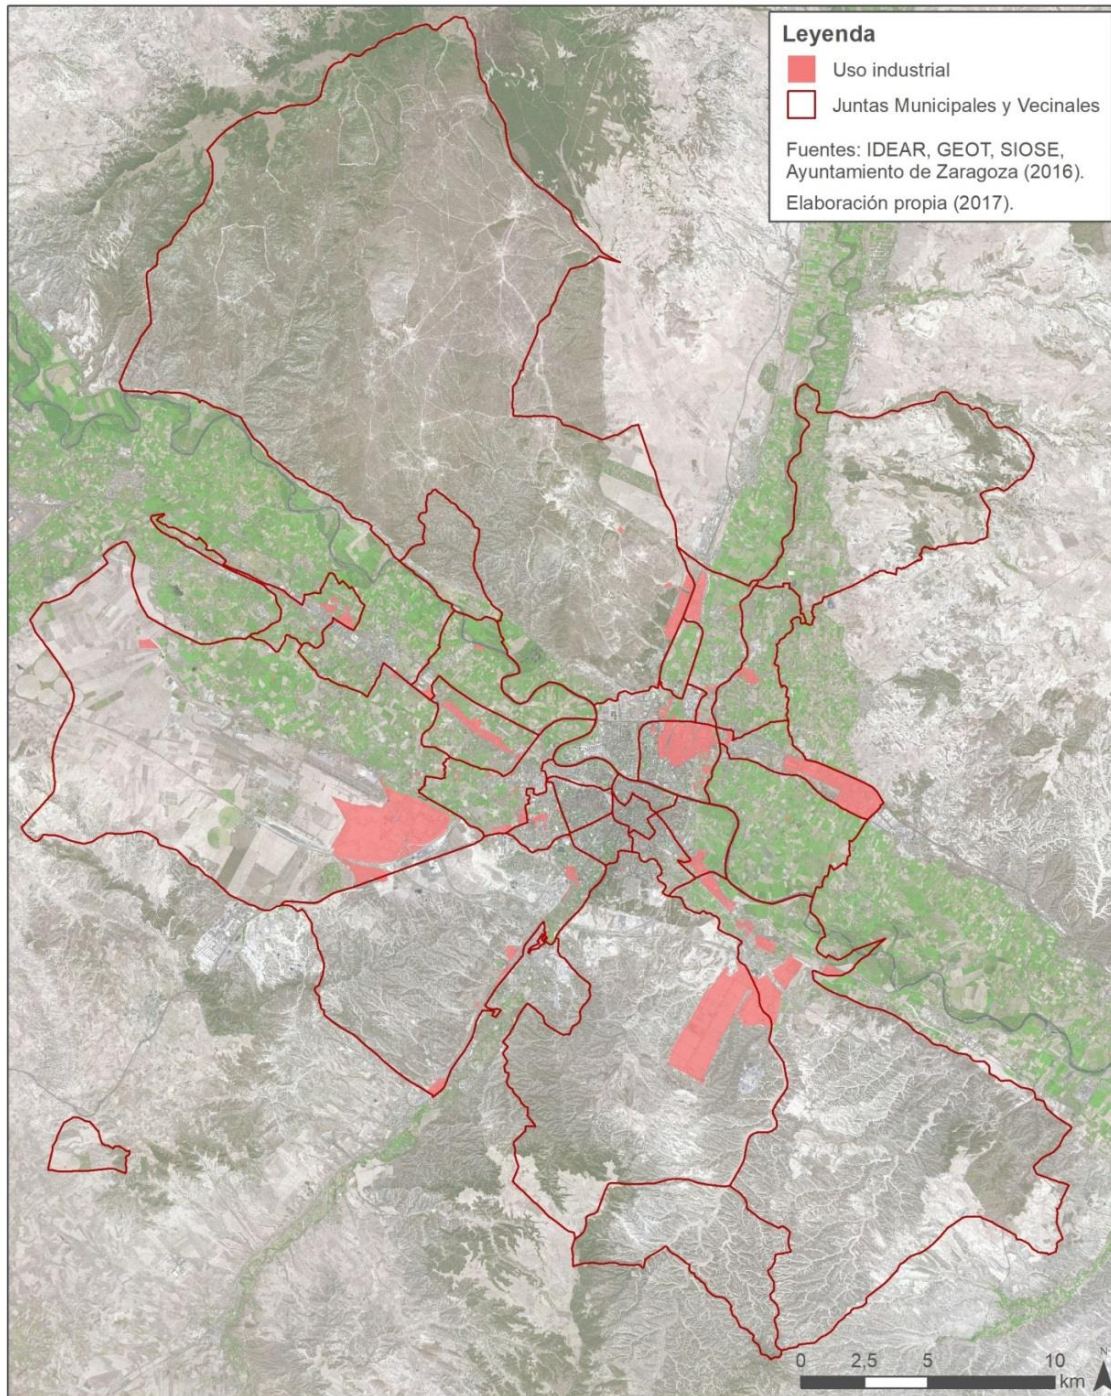 Leyenda
Uso industrial
Juntas Municipales y Vecinales
Fuentes: IDEAR, GEOT, SIOSE,
Ayuntamiento de Zaragoza (2016).
Elaboración propia (2017).
0 2,5 5 10
km
N